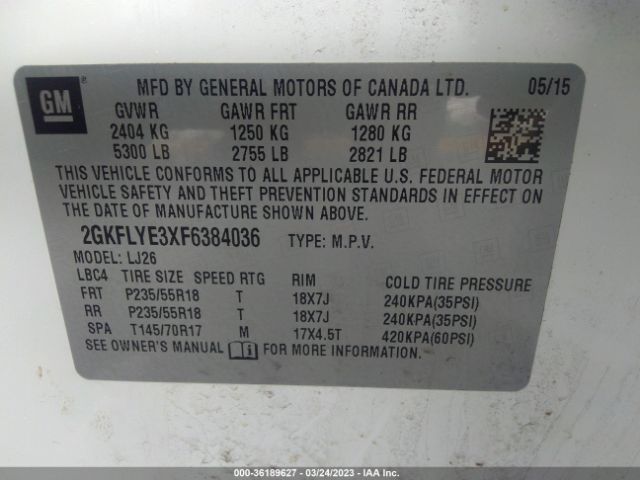 GM ® MFD BY GENERAL MOTORS OF CANADA LTD. 05/15
GVWR GAWR FRT GAWR RR
2404 KG 1250 KG 1280 KG
5300 LB 2755 LB 2821 LB
THIS VEHICLE CONFORMS TO ALL APPLICABLE U.S. FEDERAL MOTOR
VEHICLE SAFETY AND THEFT PREVENTION STANDARDS IN EFFECT ON
THE DATE OF MANUFACTURE SHOWN ABOVE.
2GKFLYE3XF6384036 TYPE: M.P.V.
MODEL: LJ26
LBC4 TIRE SIZE SPEED RTG RIM COLD TIRE PRESSURE
FRT P235/55R18 T 18X7J 240KPA(35PSI)
RR P235/55R18 T 18X7J 240KPA(35PSI)
SPA T145/70R17 M 17X4.5T 420KPA(60PSI)
SEE OWNER'S MANUAL FOR MORE INFORMATION.
000-36189627 - 03/24/2023 - IAA Inc.